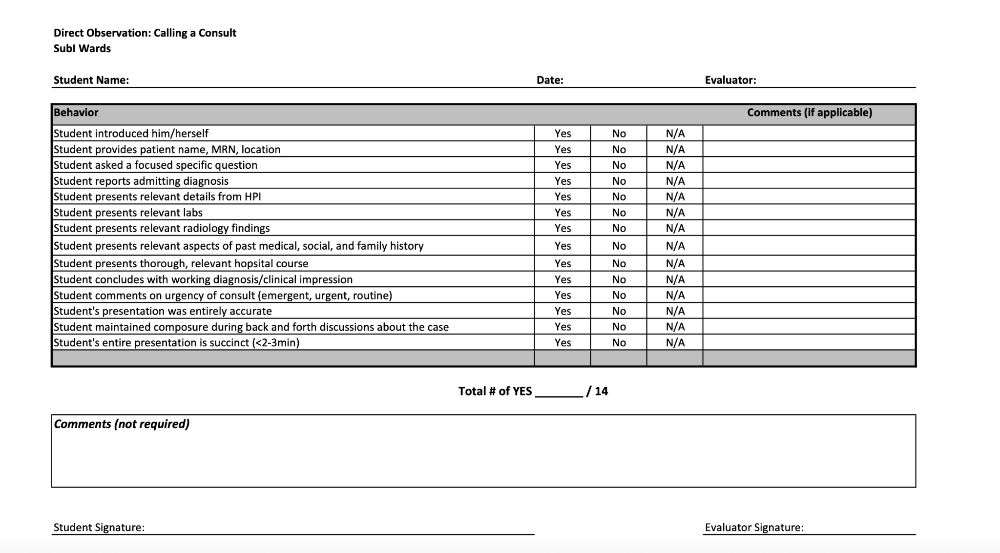 Direct Observation: Calling a Consult
SubI Wards
Student Name: Date: Evaluator:
Behavior Comments (if applicable)
Student introduced him/herself Yes No N/A
Student provides patient name, MRN, location Yes No N/A
Student asked a focused specific question Yes No N/A
Student reports admitting diagnosis Yes No N/A
Student presents relevant details from HPI Yes No N/A
Student presents relevant labs Yes No N/A
Student presents relevant radiology findings Yes No N/A
Student presents relevant aspects of past medical, social, and family history Yes No N/A
Student presents thorough, relevant hopsital course Yes No N/A
Student concludes with working diagnosis/clinical impression Yes No N/A
Student comments on urgency of consult (emergent, urgent, routine) Yes No N/A
Student's presentation was entirely accurate Yes No N/A
Student maintained composure during back and forth discussions about the case Yes No N/A
Student's entire presentation is succinct (<2-3min) Yes No N/A
Total # of YES ________ / 14
Comments (not required)
Student Signature: Evaluator Signature: